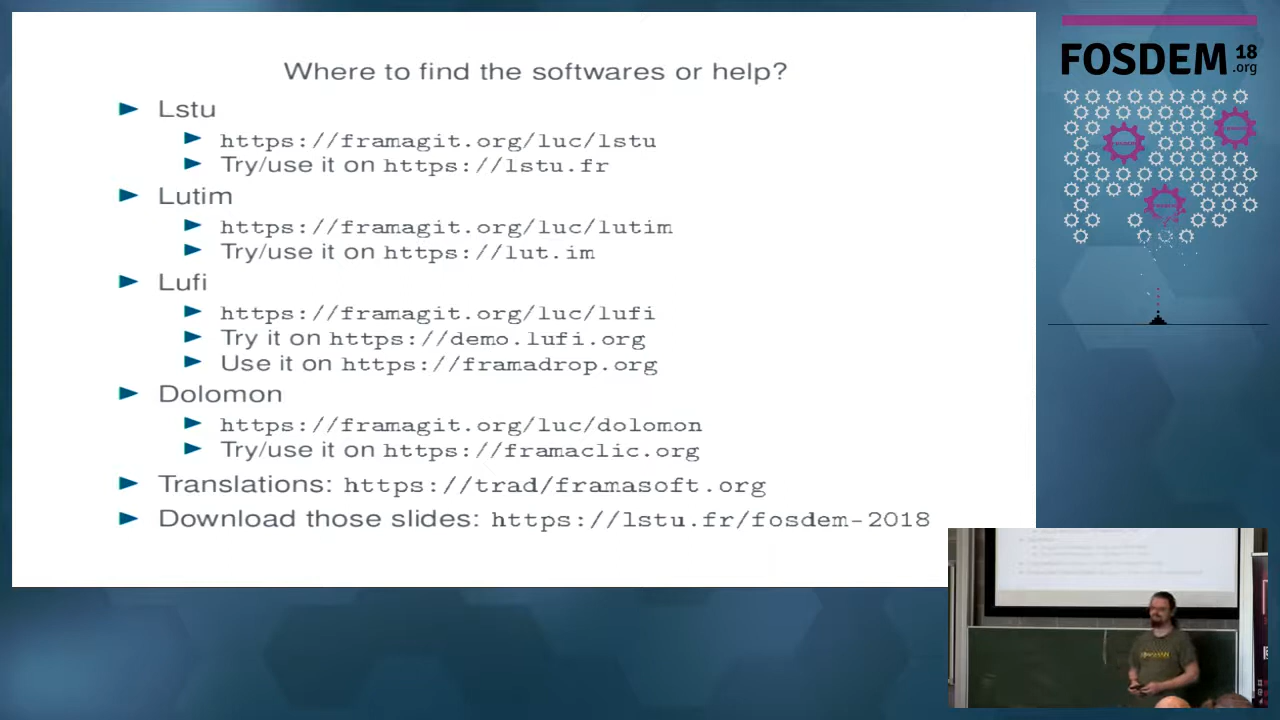 Where to find the softwares or help?
Lstu
https://framagit.org/luc/lstu
Try/use it on https://lstu.fr
Lutim
https://framagit.org/luc/lutim
Try/use it on https://lut.im
Lufi
https://framagit.org/luc/lufi
Try it on https://demo.lufi.org
Use it on https://framadrop.org
Dolomon
https://framagit.org/luc/dolomon
Try/use it on https://framaclic.org
Translations: https://trad/framasoft.org
Download those slides: https://lstu.fr/fosdem-2018
FOSDEM 18
.org